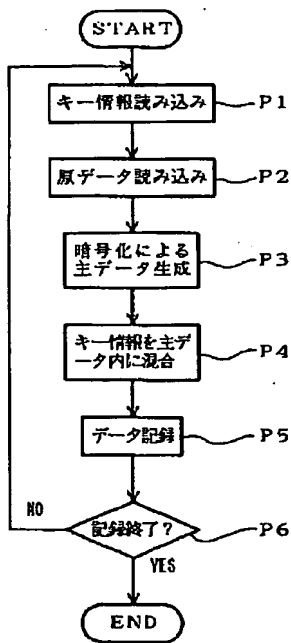 START
キー情報読み込み
P1
原データ読み込み
P2
暗号化による
主データ生成
P3
キー情報を主デ
ータ内に混合
P4
データ記録
P5
記録終了?
P6
NO
YES
END